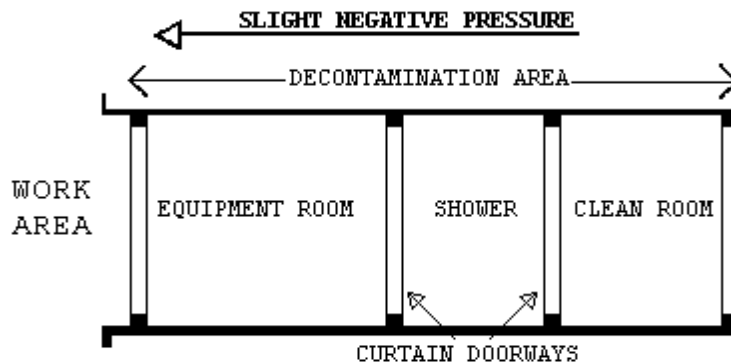 SLIGHT NEGATIVE PRESSURE
DECONTAMINATION AREA
WORK
AREA
EQUIPMENT ROOM
SHOWER
CLEAN ROOM
CURTAIN DOORWAYS